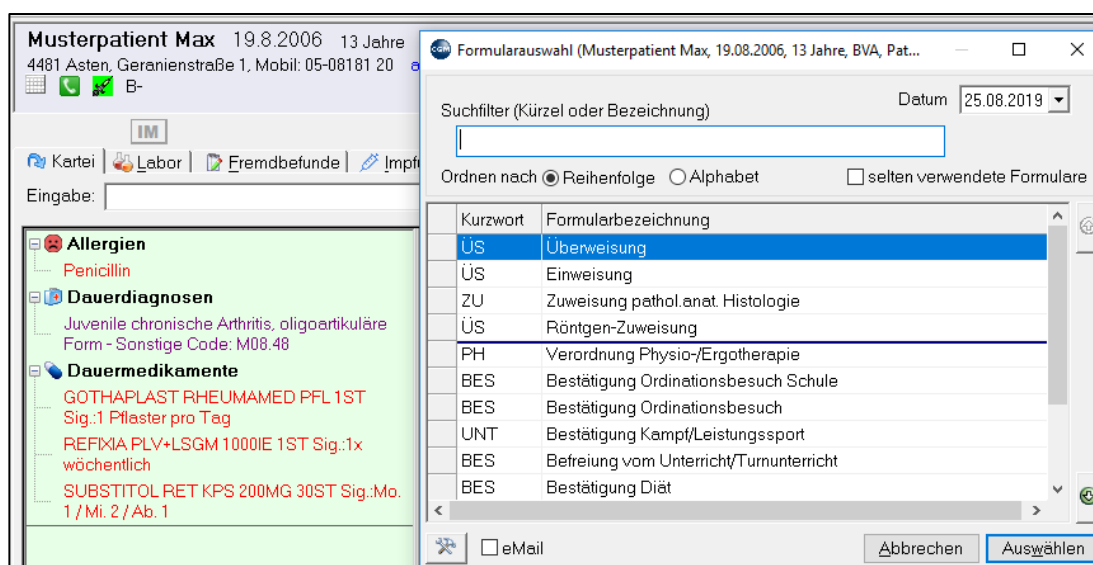 Musterpatient Max 19.8.2006 13 Jahre
4481 Asten, Geranienstraße 1, Mobil: 05-08181 20
B-
IM
Kartei Labor Fremdbefunde Impfu
Eingabe:
Allergien
Penicillin
Dauerdiagnosen
Juvenile chronische Arthritis, oligoartikuläre
Form - Sonstige Code: M08.48
Dauermedikamente
GOTHAPLAST RHEUMAMED PFL 1ST
Sig.:1 Pflaster pro Tag
REFIXIA PLV+LSGM 1000IE 1ST Sig.:1x
wöchentlich
SUBSTITOL RET KPS 200MG 30ST Sig.:Mo.
1 / Mi. 2 / Ab. 1
CGM Formularauswahl (Musterpatient Max, 19.08.2006, 13 Jahre, BVA, Pat...
Datum 25.08.2019
Suchfilter (Kürzel oder Bezeichnung)
Ordnen nach Reihenfolge Alphabet selten verwendete Formulare
Kurzwort Formularbezeichnung
ÜS Überweisung
ÜS Einweisung
ZU Zuweisung pathol.anat. Histologie
ÜS Röntgen-Zuweisung
PH Verordnung Physio-/Ergotherapie
BES Bestätigung Ordinationsbesuch Schule
BES Bestätigung Ordinationsbesuch
UNT Bestätigung Kampf/Leistungssport
BES Befreiung vom Unterricht/Turnunterricht
BES Bestätigung Diät
eMail Abbrechen Auswählen